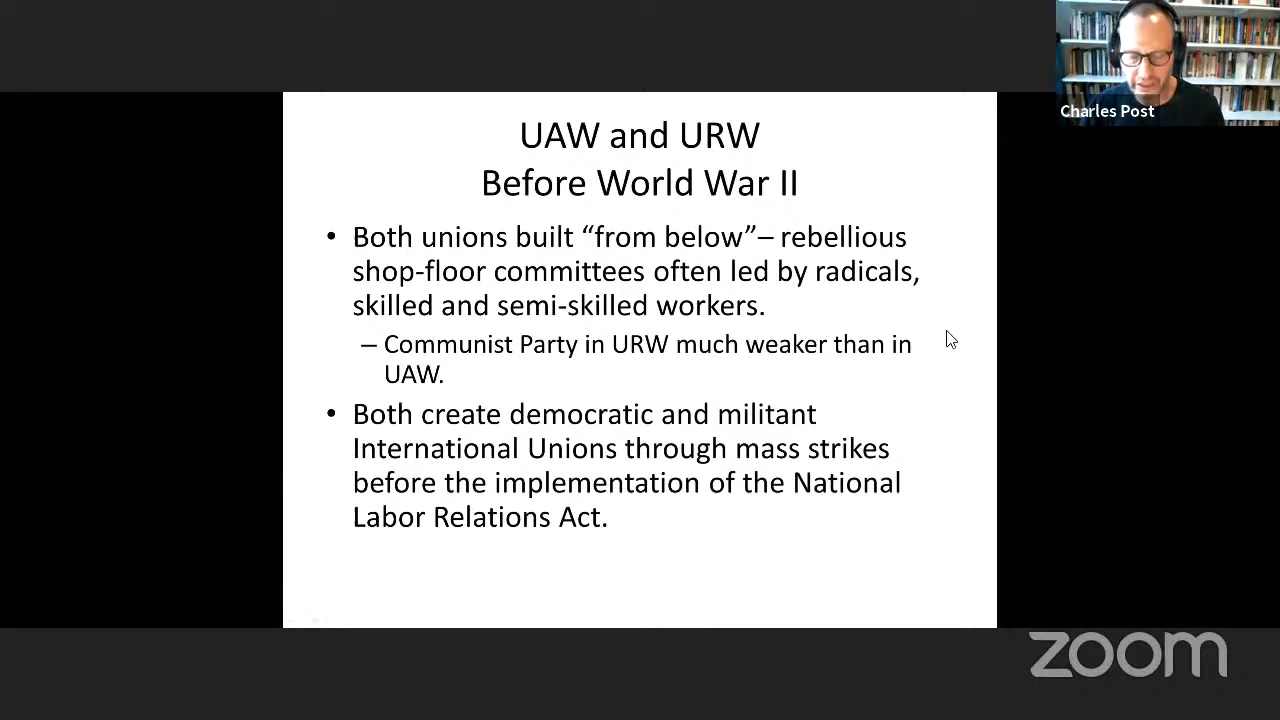 Charles Post
UAW and URW
Before World War II
• Both unions built “from below”– rebellious
shop-floor committees often led by radicals,
skilled and semi-skilled workers.
– Communist Party in URW much weaker than in
UAW.
• Both create democratic and militant
International Unions through mass strikes
before the implementation of the National
Labor Relations Act.
zoom